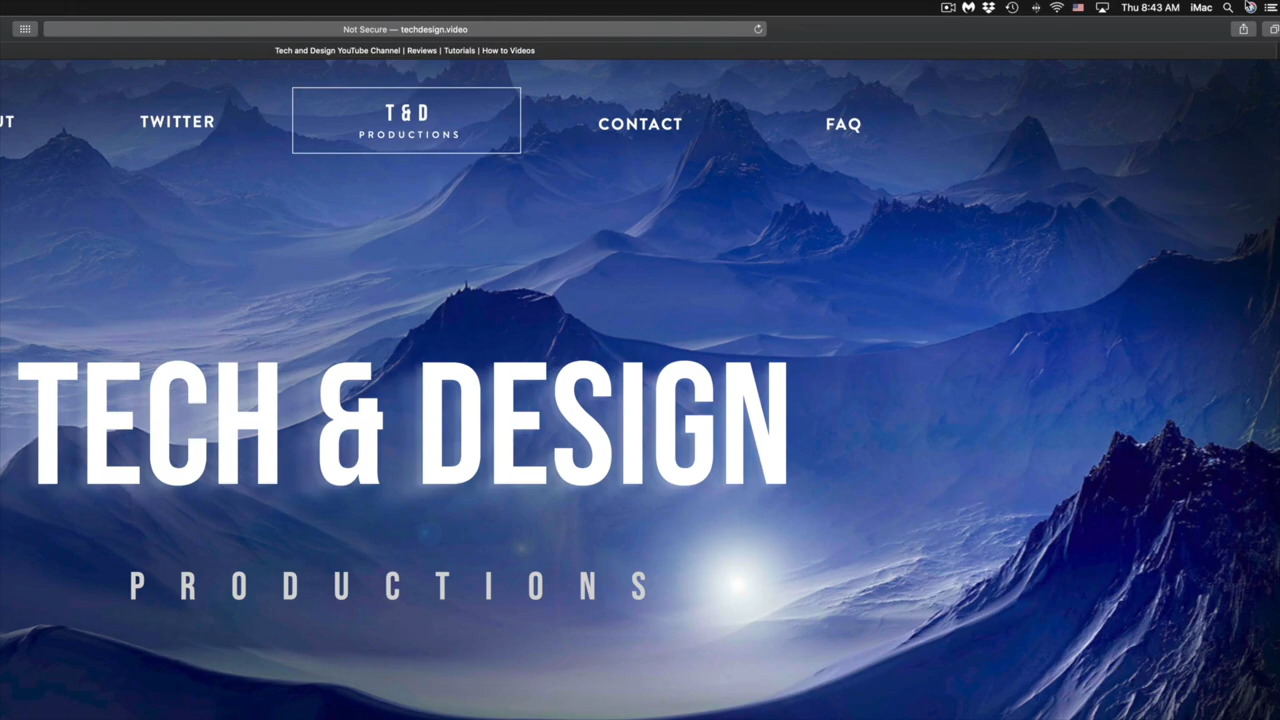 Thu 8:43 AM iMac
Not Secure — techdesign.video
Tech and Design YouTube Channel | Reviews | Tutorials | How to Videos
UT TWITTER T&D PRODUCTIONS CONTACT FAQ
TECH & DESIGN
PRODUCTIONS